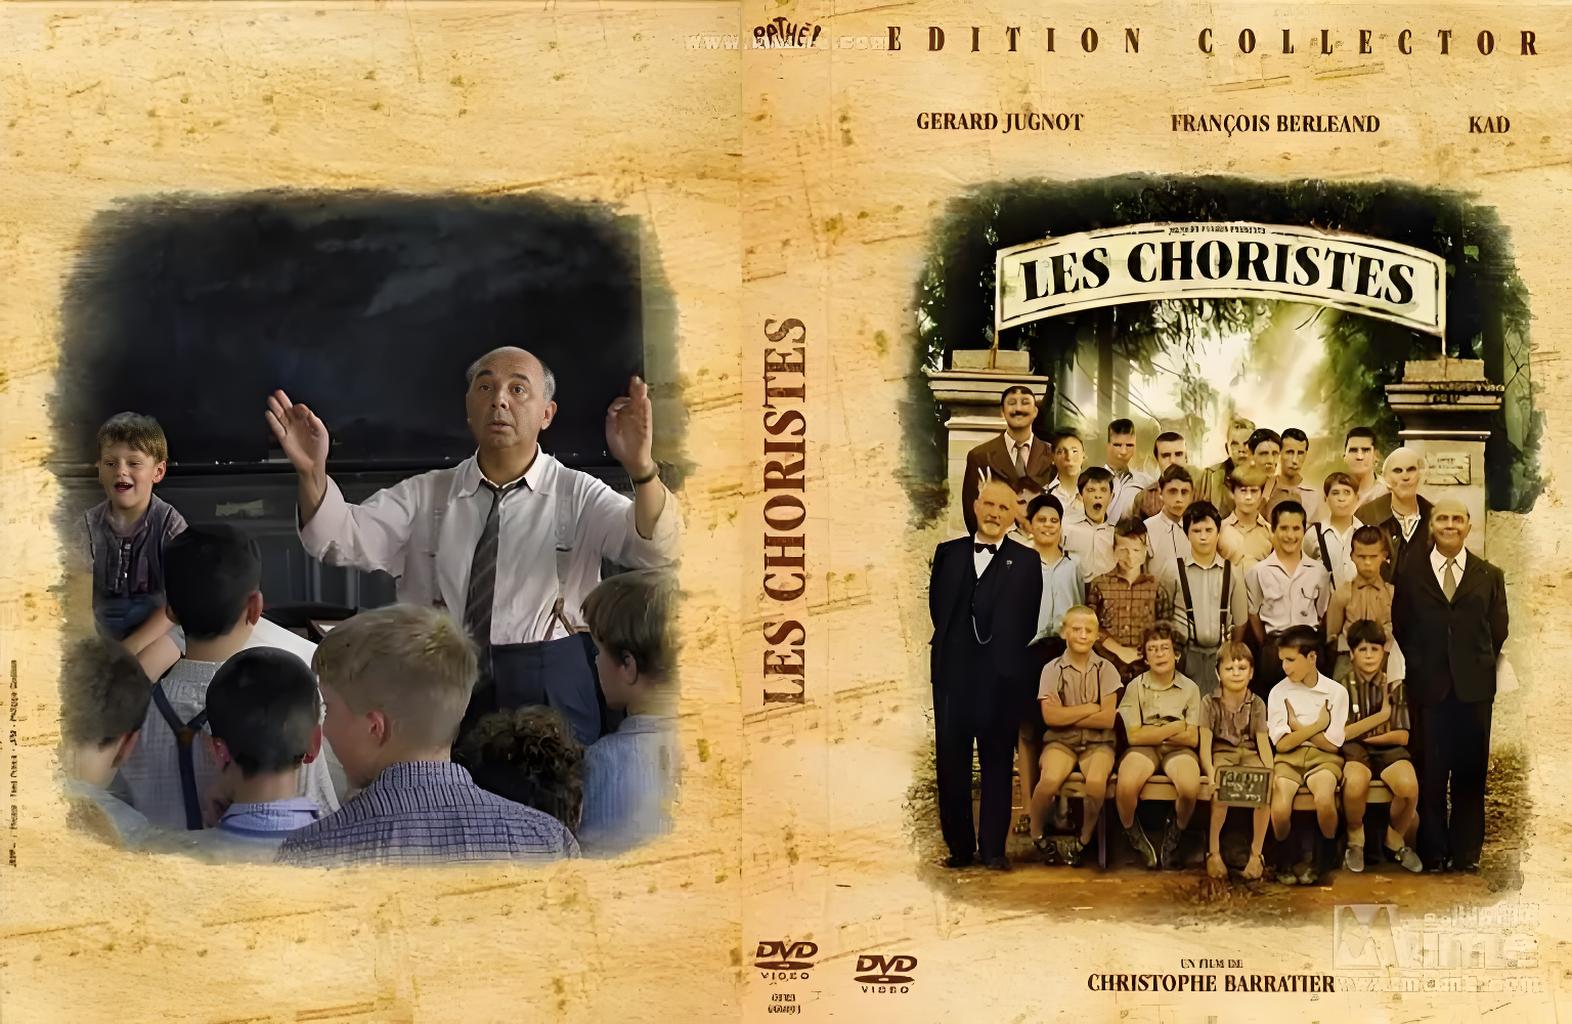 PATHÉ!
EDITION COLLECTOR
GERARD JUGNOT FRANÇOIS BERLEAND KAD
LES CHORISTES
LES CHORISTES
DVD
VIDEO
DVD
VIDEO
UN FILM DE
CHRISTOPHE BARRATIER